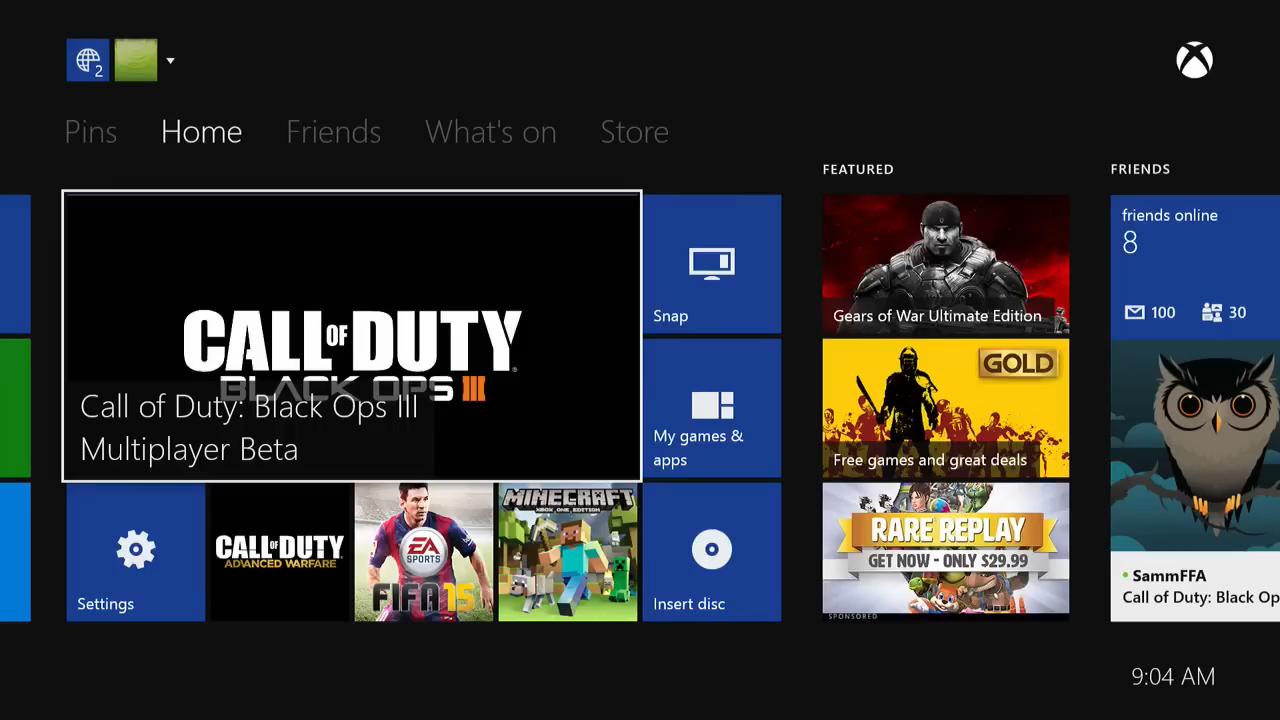 2
Pins Home Friends What's on Store
FEATURED
FRIENDS
CALL OF DUTY
BLACK OPS III
Call of Duty: Black Ops III
Multiplayer Beta
Snap
My games &
apps
Settings
CALL OF DUTY
ADVANCED WARFARE
EA
SPORTS
FIFA 15
MINECRAFT
XBOX ONE EDITION
Insert disc
Gears of War Ultimate Edition
GOLD
Free games and great deals
RARE REPLAY
GET NOW - ONLY $29.99
SPONSORED
friends online
8
100 30
SammFFA
Call of Duty: Black Op
9:04 AM